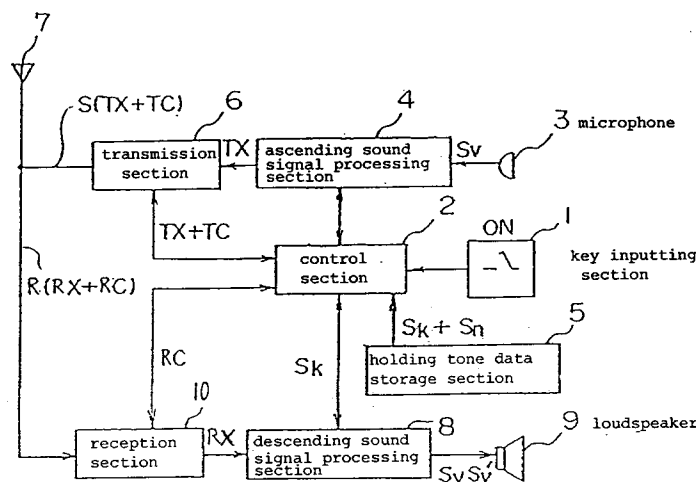 7
S(TX+TC)
6
4
3 microphone
transmission
section
TX
ascending sound
signal processing
section
Sv
2
ON
1
TX+TC
control
section
key inputting
section
R(RX+RC)
Sk+Sn
5
RC
Sk
holding tone data
storage section
10
8
9 loudspeaker
reception
section
RX
descending sound
signal processing
section
Sv Sv'